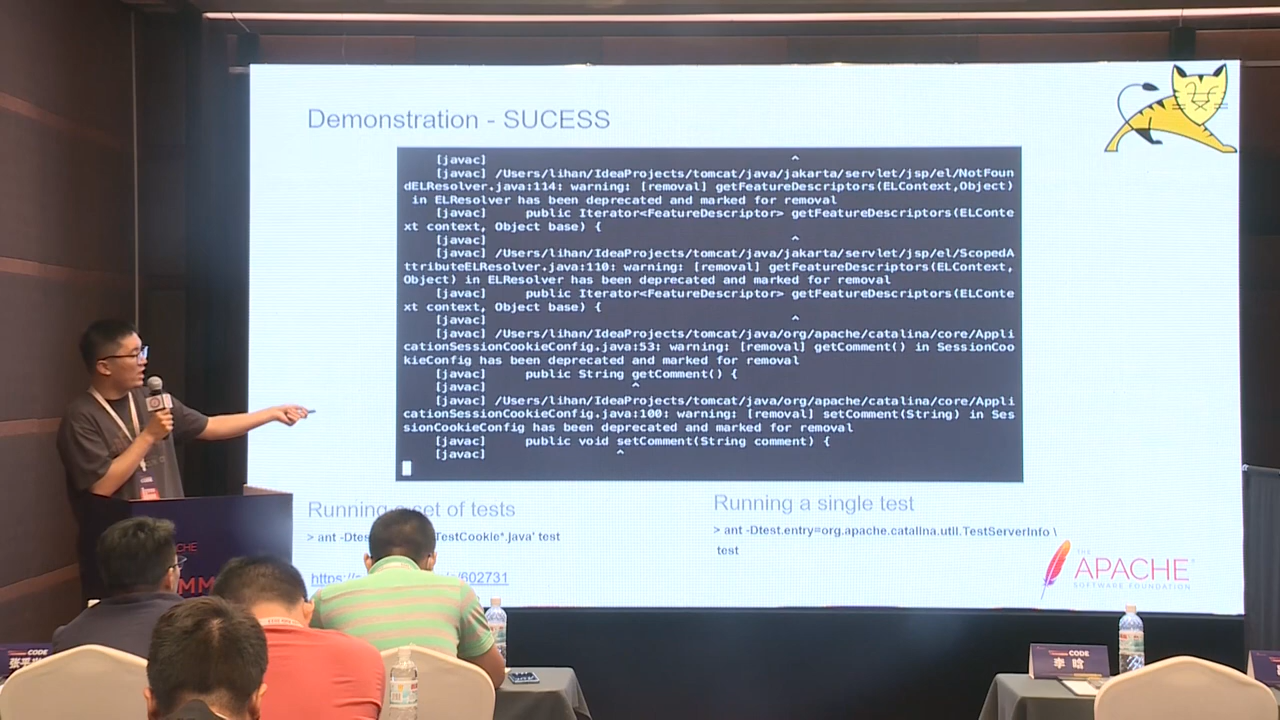 Demonstration - SUCESS
[javac] ^
[javac] /Users/lihan/IdeaProjects/tomcat/java/jakarta/servlet/jsp/el/NotFoun
dELResolver.java:114: warning: [removal] getFeatureDescriptors(ELContext,Object)
in ELResolver has been deprecated and marked for removal
[javac] public Iterator<FeatureDescriptor> getFeatureDescriptors(ELConte
xt context, Object base) {
[javac] ^
[javac] /Users/lihan/IdeaProjects/tomcat/java/jakarta/servlet/jsp/el/ScopedA
ttributeELResolver.java:110: warning: [removal] getFeatureDescriptors(ELContext,
Object) in ELResolver has been deprecated and marked for removal
[javac] public Iterator<FeatureDescriptor> getFeatureDescriptors(ELConte
xt context, Object base) {
[javac] ^
[javac] /Users/lihan/IdeaProjects/tomcat/java/org/apache/catalina/core/Appli
cationSessionCookieConfig.java:53: warning: [removal] getComment() in SessionCoo
kieConfig has been deprecated and marked for removal
[javac] public String getComment() {
[javac] ^
[javac] /Users/lihan/IdeaProjects/tomcat/java/org/apache/catalina/core/Appli
cationSessionCookieConfig.java:100: warning: [removal] setComment(String) in Ses
sionCookieConfig has been deprecated and marked for removal
[javac] public void setComment(String comment) {
[javac] ^
Running a set of tests
> ant -Dtes TestCookie*.java' test
https:// /602731
Running a single test
> ant -Dtest.entry=org.apache.catalina.util.TestServerInfo \
test
THE
APACHE
SOFTWARE FOUNDATION
CODE
CODE
李 晗